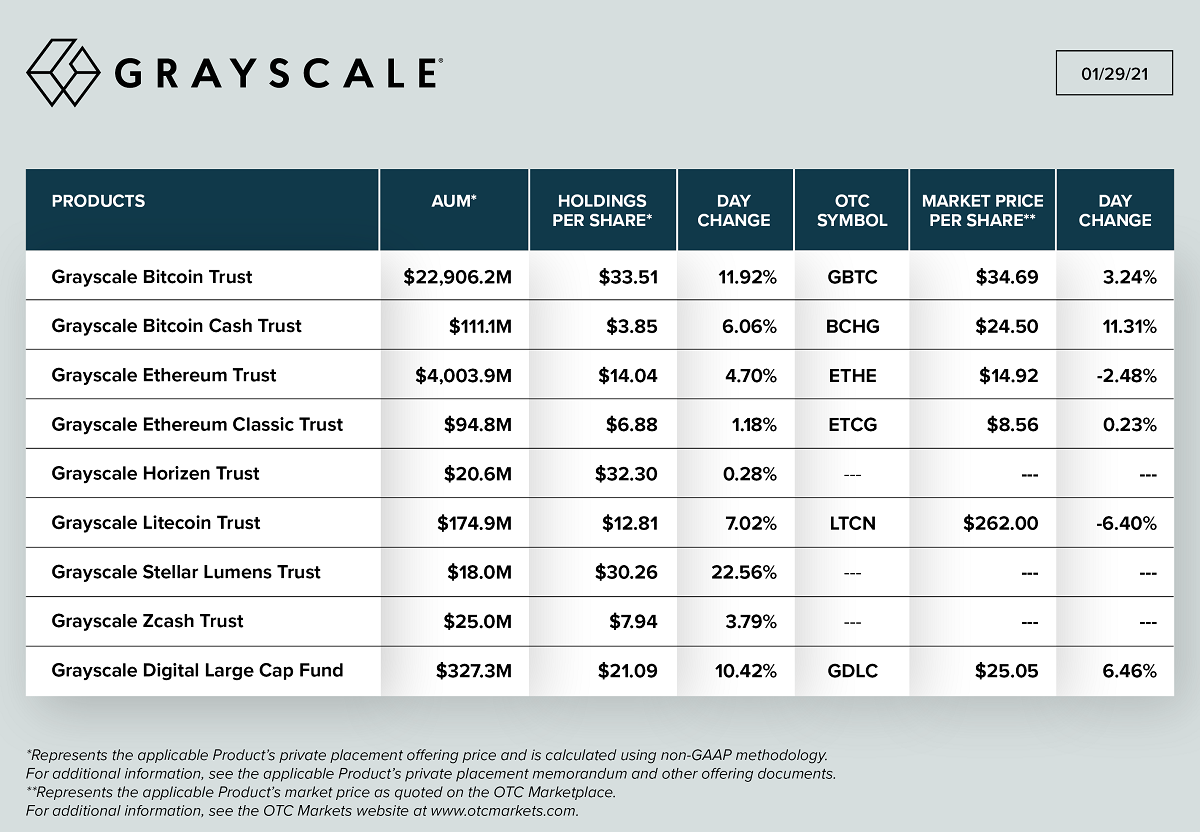 GRAYSCALE®
01/29/21
PRODUCTS AUM* HOLDINGS PER SHARE* DAY CHANGE OTC SYMBOL MARKET PRICE PER SHARE** DAY CHANGE
Grayscale Bitcoin Trust $22,906.2M $33.51 11.92% GBTC $34.69 3.24%
Grayscale Bitcoin Cash Trust $111.1M $3.85 6.06% BCHG $24.50 11.31%
Grayscale Ethereum Trust $4,003.9M $14.04 4.70% ETHE $14.92 -2.48%
Grayscale Ethereum Classic Trust $94.8M $6.88 1.18% ETCG $8.56 0.23%
Grayscale Horizen Trust $20.6M $32.30 0.28% --- --- ---
Grayscale Litecoin Trust $174.9M $12.81 7.02% LTCN $262.00 -6.40%
Grayscale Stellar Lumens Trust $18.0M $30.26 22.56% --- --- ---
Grayscale Zcash Trust $25.0M $7.94 3.79% --- --- ---
Grayscale Digital Large Cap Fund $327.3M $21.09 10.42% GDLC $25.05 6.46%
*Represents the applicable Product’s private placement offering price and is calculated using non-GAAP methodology.
For additional information, see the applicable Product’s private placement memorandum and other offering documents.
**Represents the applicable Product’s market price as quoted on the OTC Marketplace.
For additional information, see the OTC Markets website at www.otcmarkets.com.